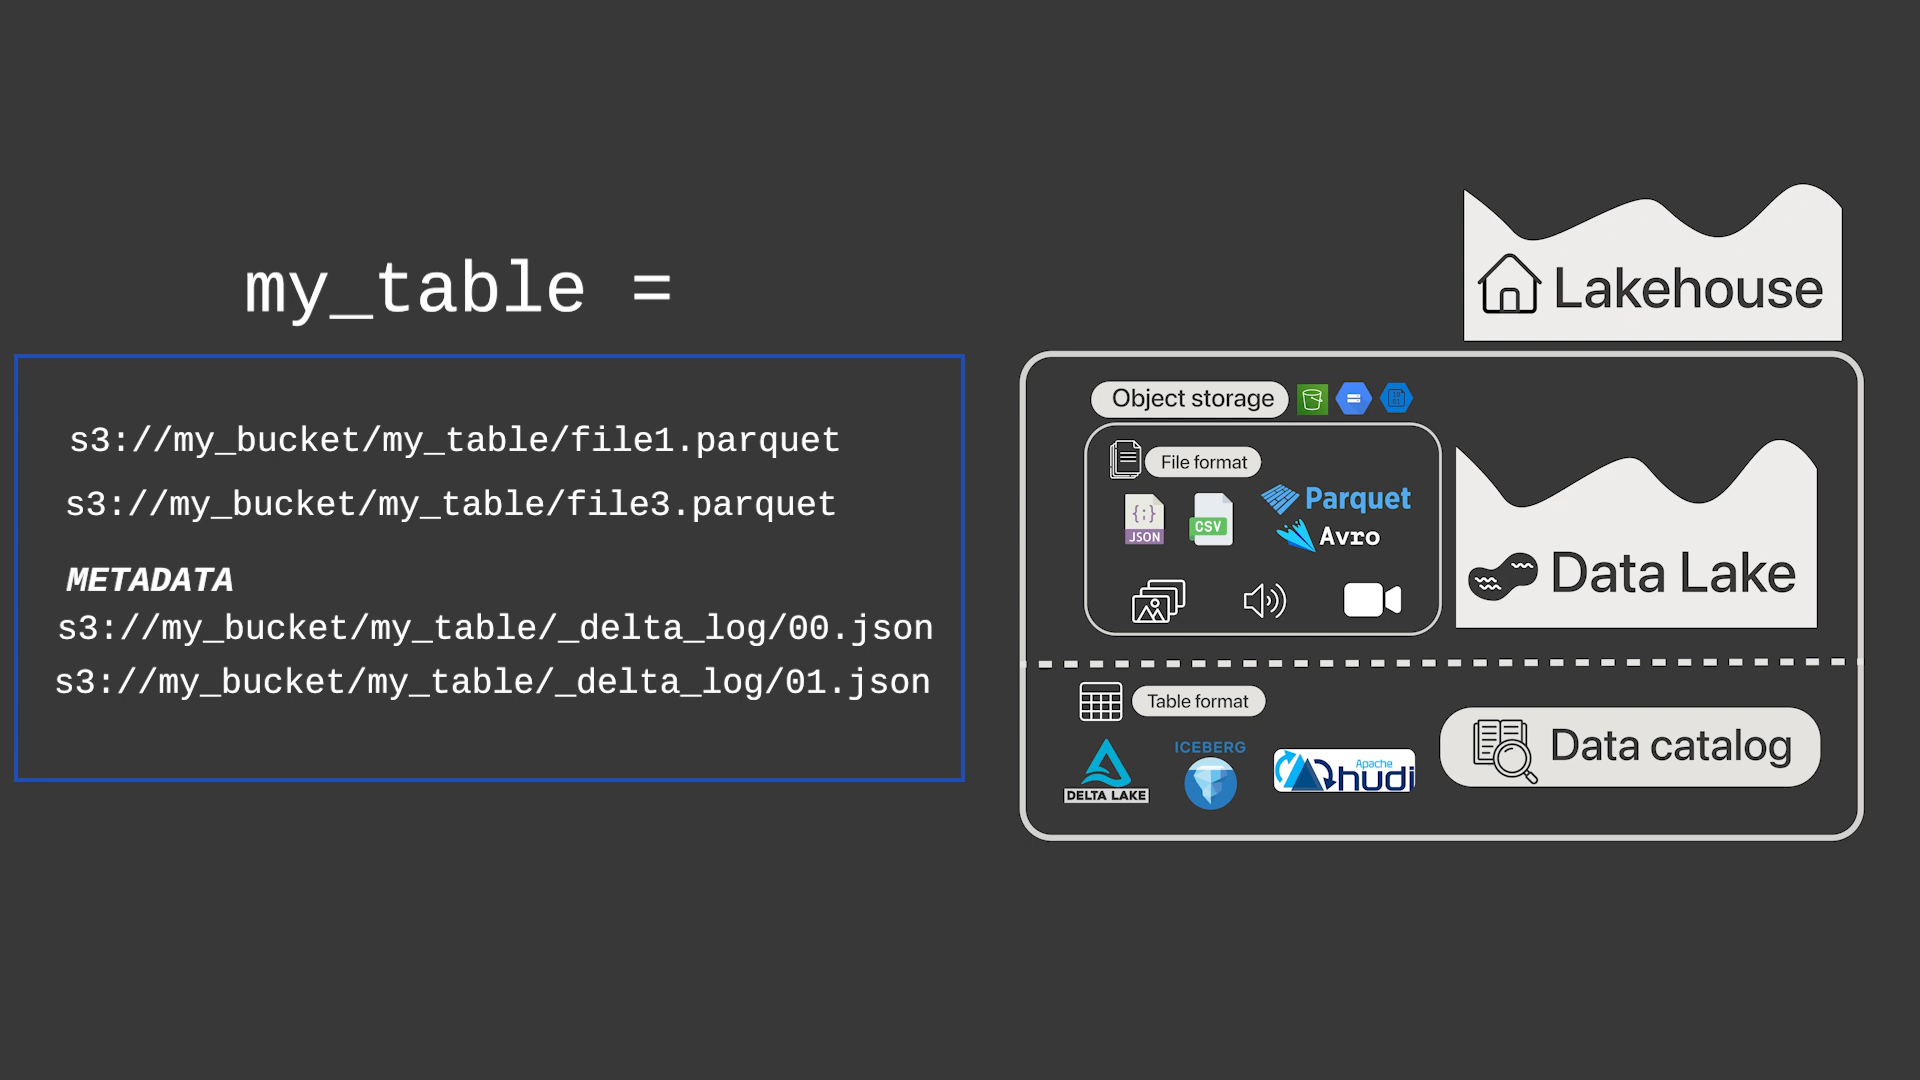 my_table =
s3://my_bucket/my_table/file1.parquet
s3://my_bucket/my_table/file3.parquet
METADATA
s3://my_bucket/my_table/_delta_log/00.json
s3://my_bucket/my_table/_delta_log/01.json
Lakehouse
Object storage
File format
{;}
JSON
CSV
Parquet
Avro
Data Lake
Table format
DELTA LAKE
ICEBERG
Apache
hudi
Data catalog